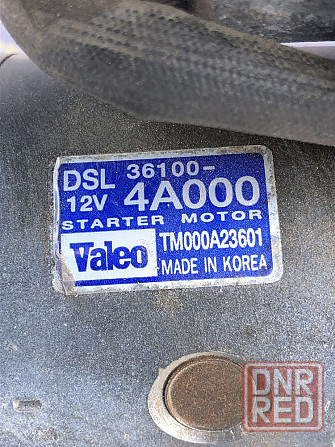 DSL 36100-
12V 4A000
STARTER MOTOR
Valeo TM000A23601
MADE IN KOREA
DNR
RED